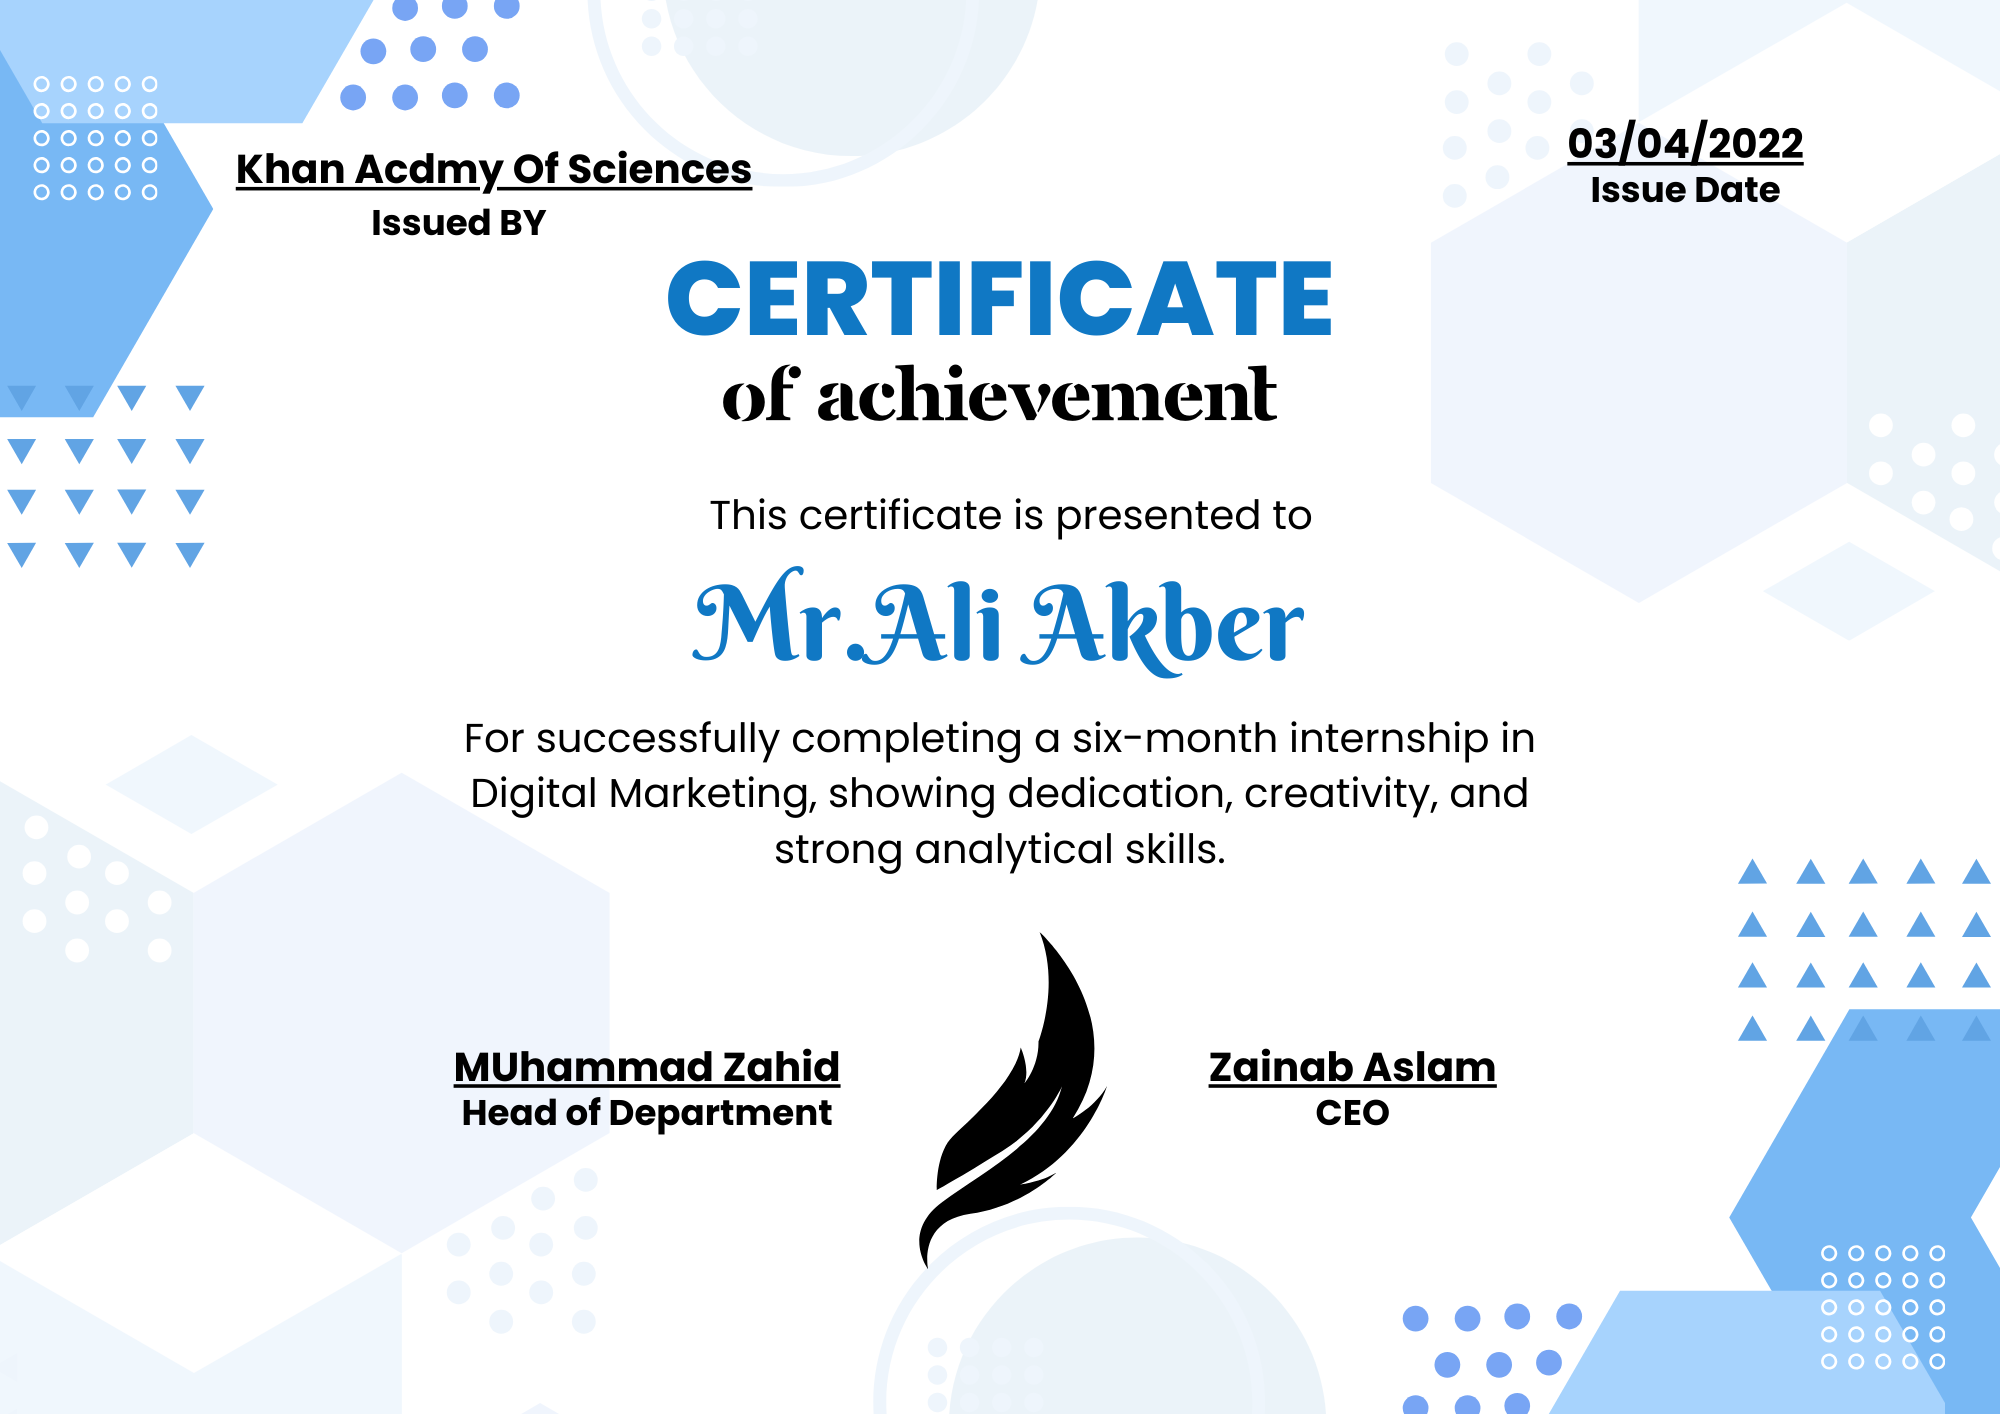 Khan Acdmy Of Sciences
Issued BY
03/04/2022
Issue Date
CERTIFICATE
of achievement
This certificate is presented to
Mr.Ali Akber
For successfully completing a six-month internship in
Digital Marketing, showing dedication, creativity, and
strong analytical skills.
MUhammad Zahid
Head of Department
Zainab Aslam
CEO